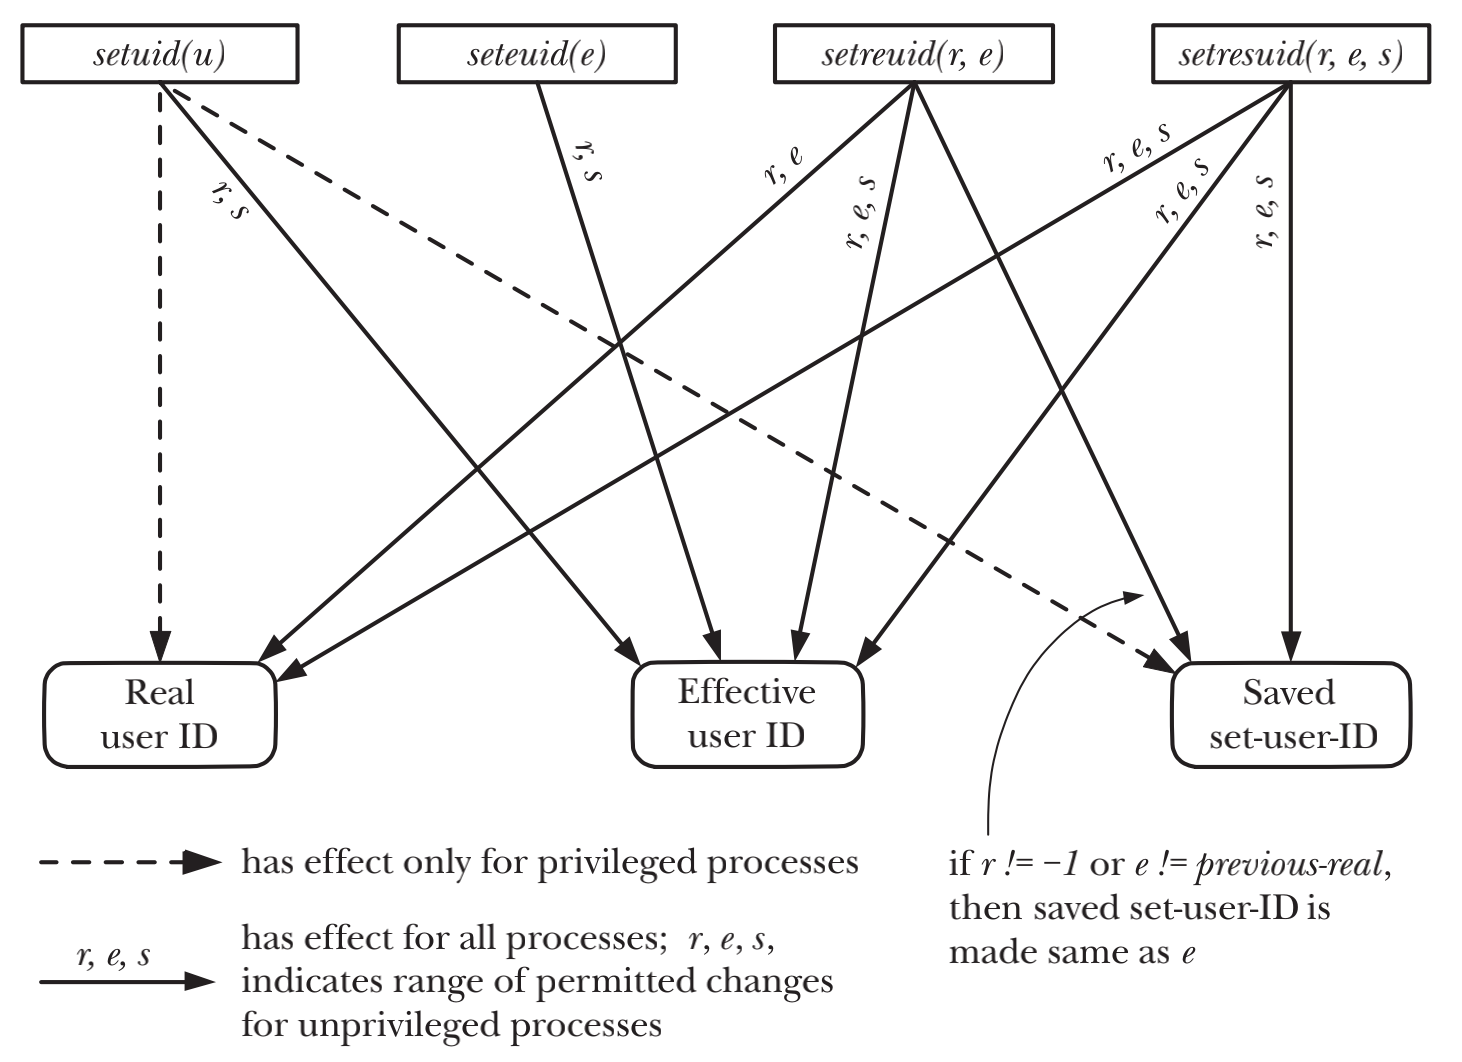 setuid(u)
seteuid(e)
setreuid(r, e)
setresuid(r, e, s)
r, s
r, s
r, e
r, e, s
r, e, s
r, e, s
r, e, s
Real
user ID
Effective
user ID
Saved
set-user-ID
has effect only for privileged processes
r, e, s
has effect for all processes; r, e, s,
indicates range of permitted changes
for unprivileged processes
if r != −1 or e != previous-real,
then saved set-user-ID is
made same as e